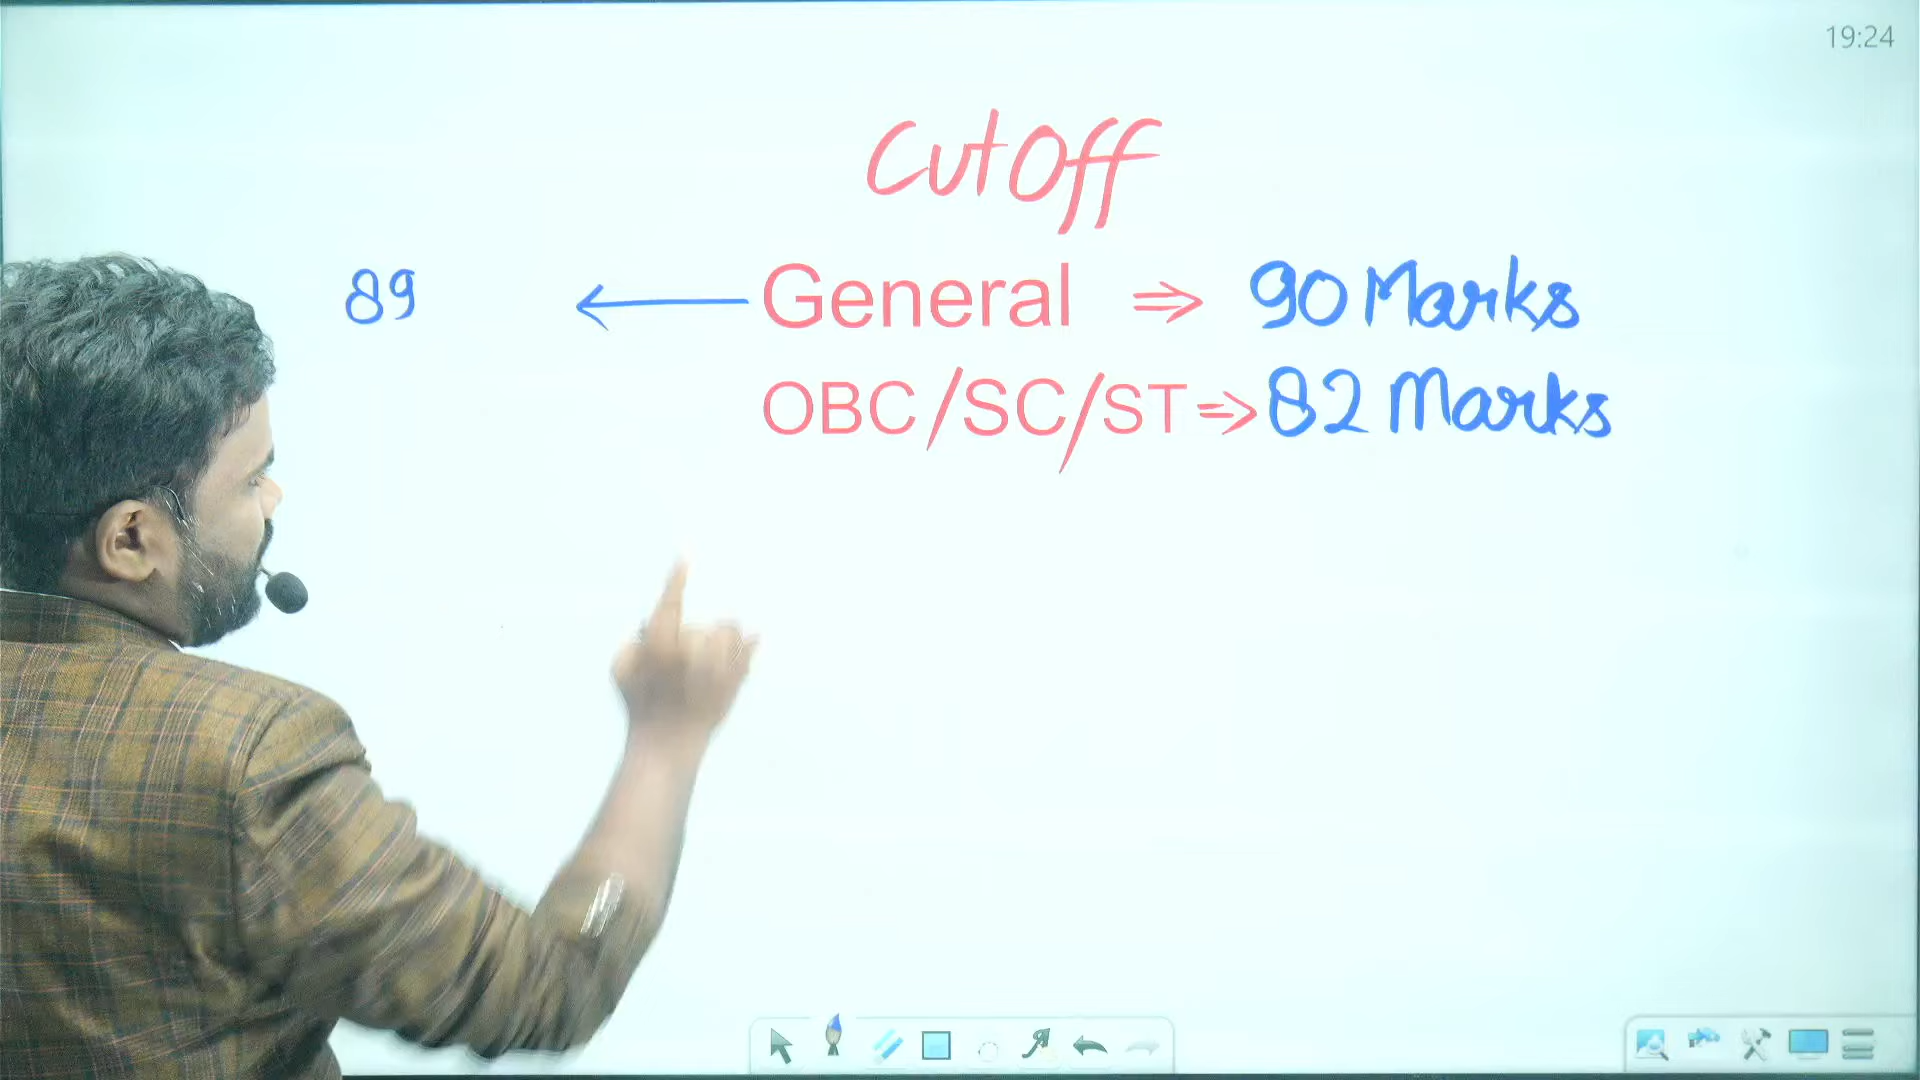 19:24
CutOff
89 ← General ⇒ 90 Marks
OBC/SC/ST ⇒ 82 Marks